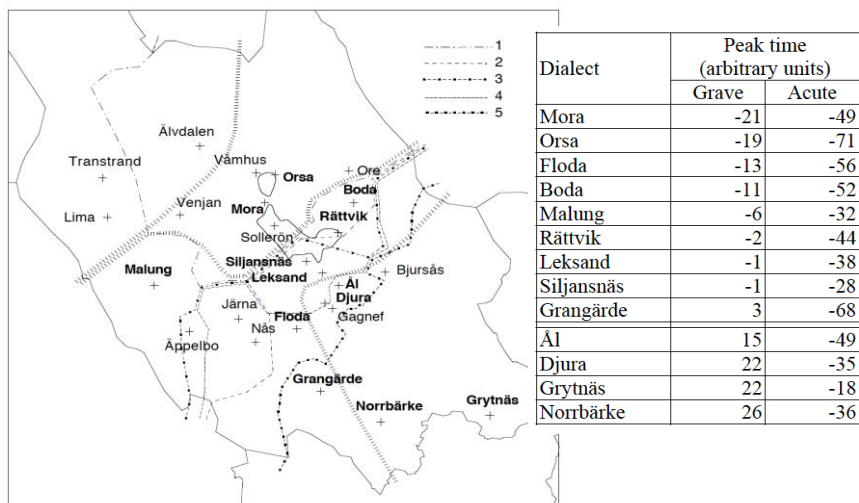 1
2
3
4
5
Älvdalen
Våmhus
Orsa
Ore
Transtrand
Boda
Lima
Venjan
Mora
Rättvik
Sollerön
Siljansnäs
Malung
Leksand
Bjursås
Ål
Djura
Järna
Floda
Gagnef
Nås
Äppelbo
Grangärde
Norrbärke
Grytnäs
Dialect Peak time
(arbitrary units)
Grave Acute
Mora -21 -49
Orsa -19 -71
Floda -13 -56
Boda -11 -52
Malung -6 -32
Rättvik -2 -44
Leksand -1 -38
Siljansnäs -1 -28
Grangärde 3 -68
Ål 15 -49
Djura 22 -35
Grytnäs 22 -18
Norrbärke 26 -36